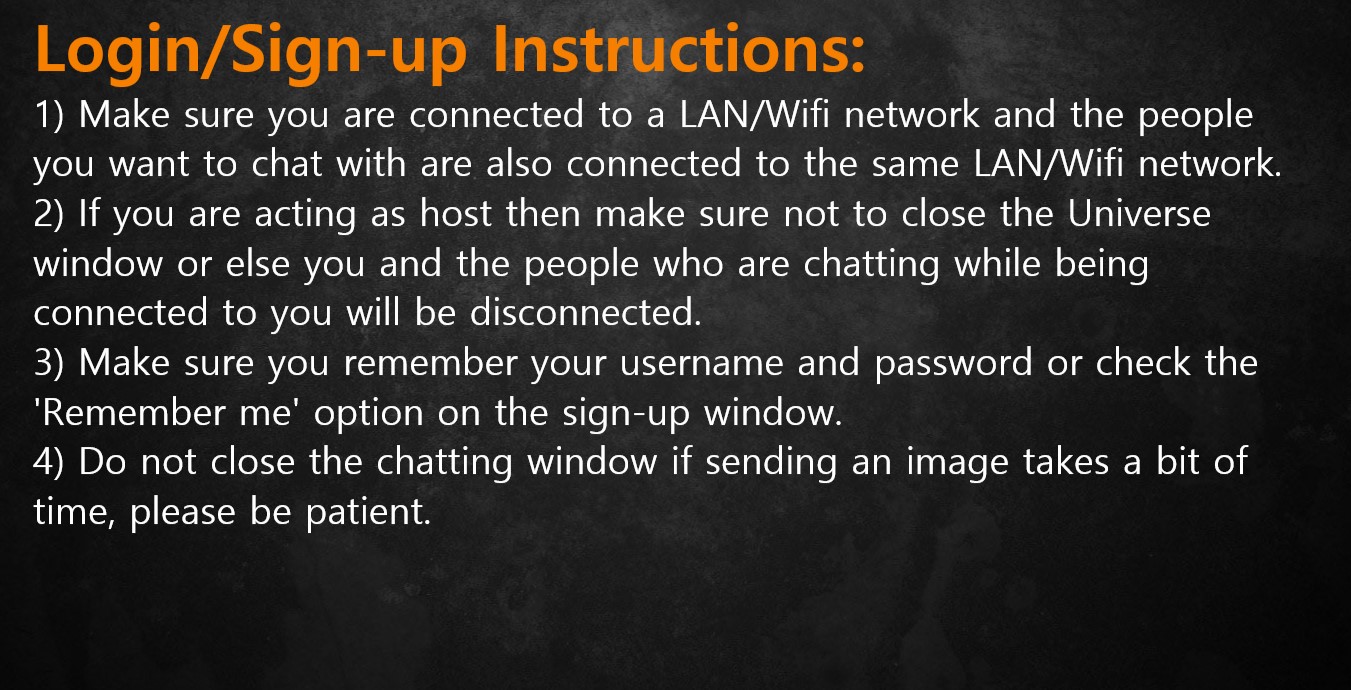 Login/Sign-up Instructions:
1) Make sure you are connected to a LAN/Wifi network and the people
you want to chat with are also connected to the same LAN/Wifi network.
2) If you are acting as host then make sure not to close the Universe
window or else you and the people who are chatting while being
connected to you will be disconnected.
3) Make sure you remember your username and password or check the
'Remember me' option on the sign-up window.
4) Do not close the chatting window if sending an image takes a bit of
time, please be patient.